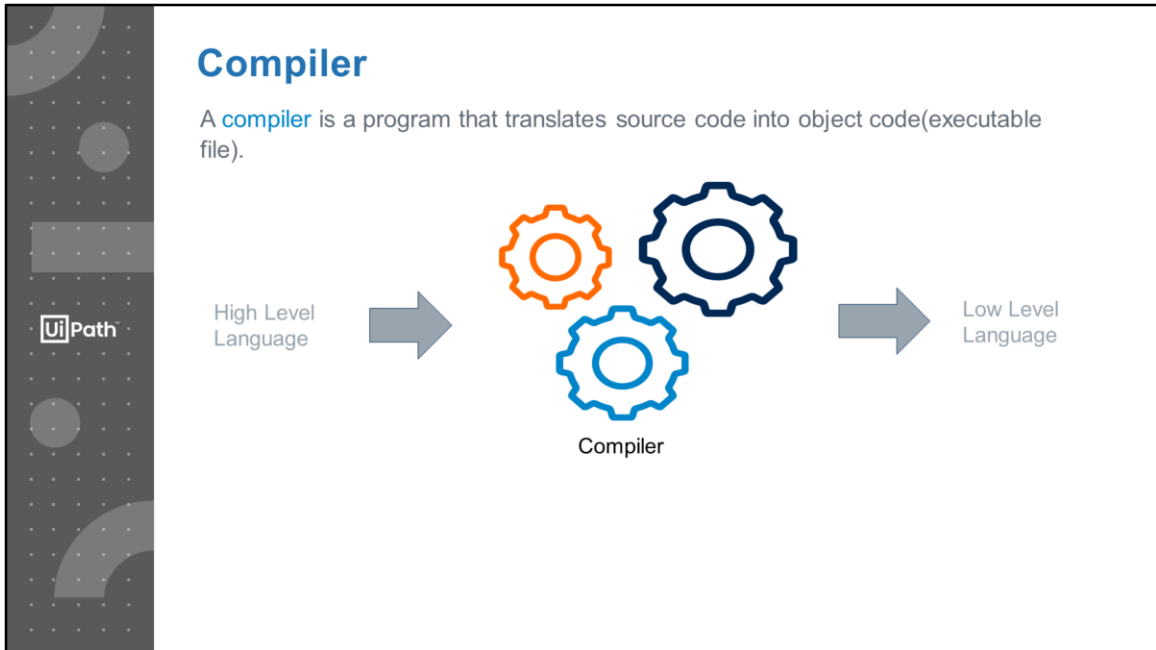 Compiler
A compiler is a program that translates source code into object code(executable
file).
High Level
Language
UiPath™
Low Level
Language
Compiler